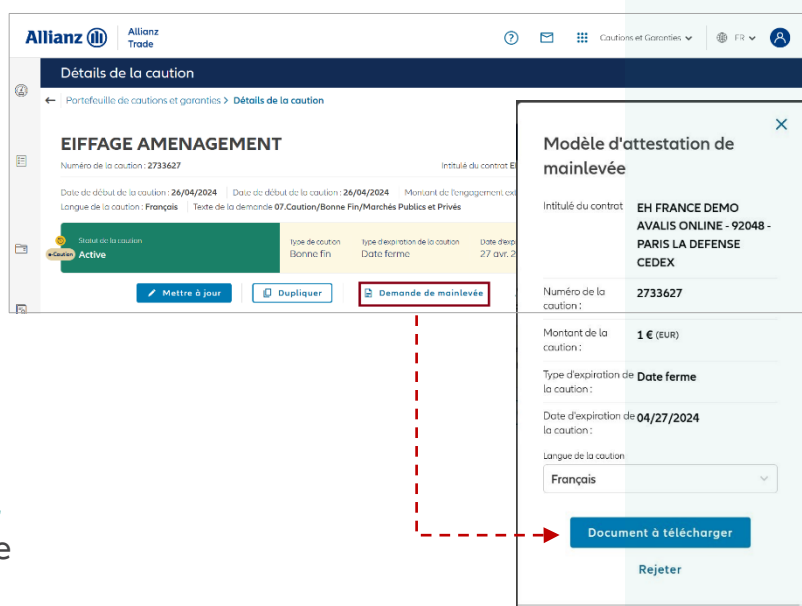 Allianz
Allianz
Trade
Cautions et Garanties
FR
Détails de la caution
← Portefeuille de cautions et garanties > Détails de la caution
EIFFAGE AMENAGEMENT
Numéro de la caution : 2733627
Intitulé du contrat
Date de début de la caution : 26/04/2024
Date de début de la caution : 26/04/2024
Montant de l'engagement ext
Langue de la caution : Français
Texte de la demande 07.Caution/Bonne Fin/Marchés Publics et Privés
e-Caution
Statut de la caution
Active
Type de caution
Bonne fin
Type d'expiration de la caution
Date ferme
Date d'exp
27 avr. 2
Mettre à jour
Dupliquer
Demande de mainlevée
Modèle d'attestation de
mainlevée
Intitulé du contrat
EH FRANCE DEMO
AVALIS ONLINE - 92048 -
PARIS LA DEFENSE
CEDEX
Numéro de la
caution :
2733627
Montant de la
caution :
1 € (EUR)
Type d'expiration de
la caution :
Date ferme
Date d'expiration de
la caution :
04/27/2024
Langue de la caution
Français
Document à télécharger
Rejeter
e